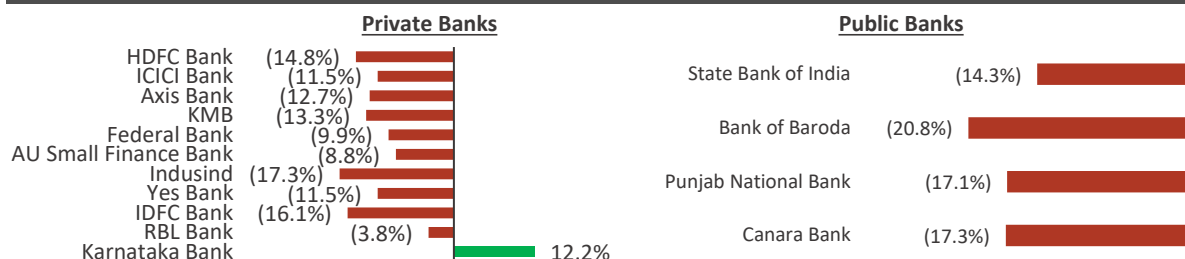 Private Banks
HDFC Bank (14.8%)
ICICI Bank (11.5%)
Axis Bank (12.7%)
KMB (13.3%)
Federal Bank (9.9%)
AU Small Finance Bank (8.8%)
Indusind (17.3%)
Yes Bank (11.5%)
IDFC Bank (16.1%)
RBL Bank (3.8%)
Karnataka Bank 12.2%
Public Banks
State Bank of India (14.3%)
Bank of Baroda (20.8%)
Punjab National Bank (17.1%)
Canara Bank (17.3%)